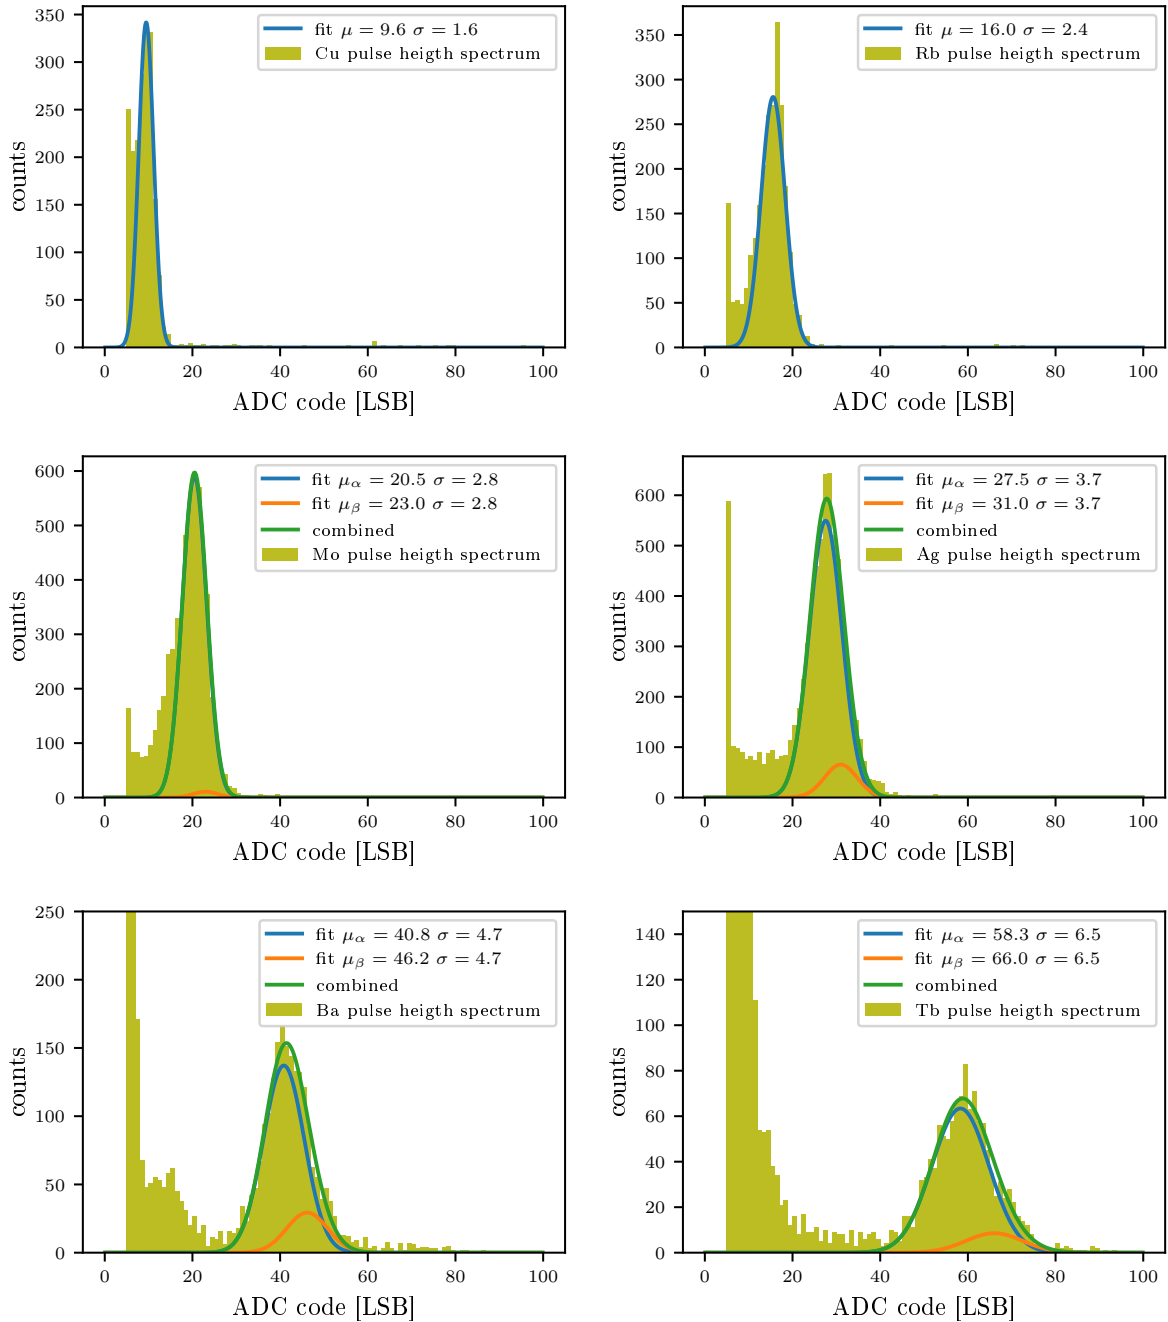 fit μ = 9.6 σ = 1.6
Cu pulse heigth spectrum
counts
350
300
250
200
150
100
50
0
0 20 40 60 80 100
ADC code [LSB]
fit μ = 16.0 σ = 2.4
Rb pulse heigth spectrum
counts
350
300
250
200
150
100
50
0
0 20 40 60 80 100
ADC code [LSB]
fit μα = 20.5 σ = 2.8
fit μβ = 23.0 σ = 2.8
combined
Mo pulse heigth spectrum
counts
600
500
400
300
200
100
0
0 20 40 60 80 100
ADC code [LSB]
fit μα = 27.5 σ = 3.7
fit μβ = 31.0 σ = 3.7
combined
Ag pulse heigth spectrum
counts
600
500
400
300
200
100
0
0 20 40 60 80 100
ADC code [LSB]
fit μα = 40.8 σ = 4.7
fit μβ = 46.2 σ = 4.7
combined
Ba pulse heigth spectrum
counts
250
200
150
100
50
0
0 20 40 60 80 100
ADC code [LSB]
fit μα = 58.3 σ = 6.5
fit μβ = 66.0 σ = 6.5
combined
Tb pulse heigth spectrum
counts
140
120
100
80
60
40
20
0
0 20 40 60 80 100
ADC code [LSB]